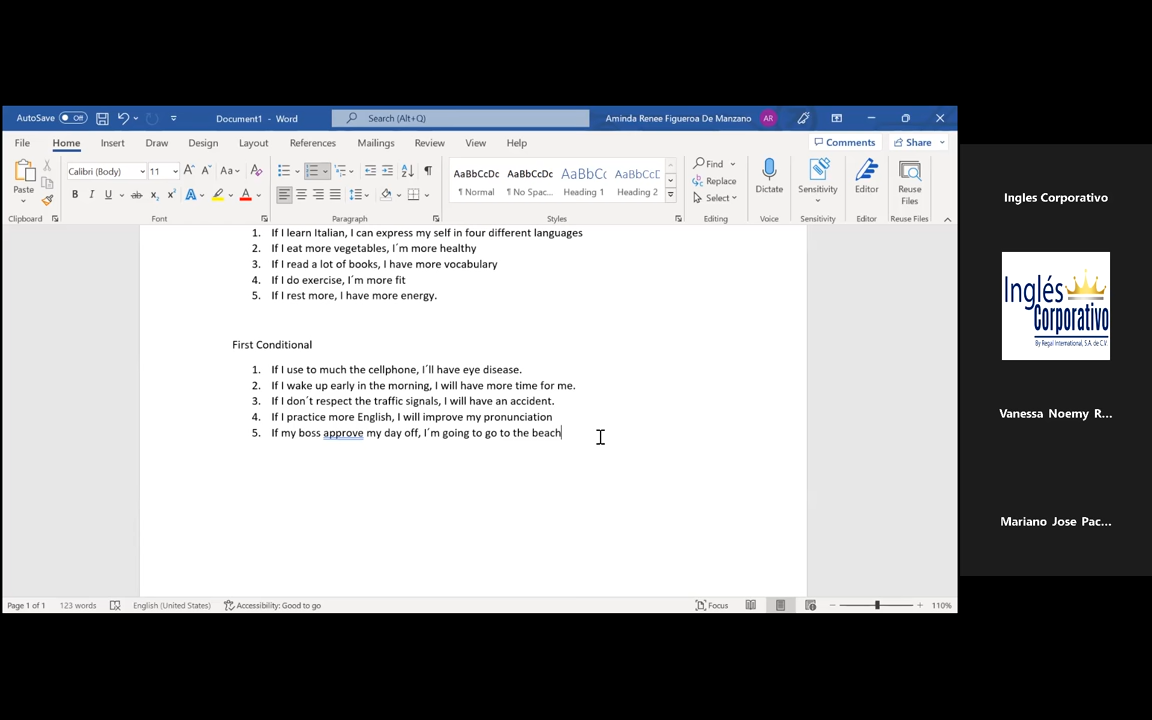 AutoSave Off Document1 - Word Search (Alt+Q) Aminda Renee Figueroa De Manzano AR
File Home Insert Draw Design Layout References Mailings Review View Help Comments Share
Paste Calibri (Body) 11 A A Aa A AaBbCcDc AaBbCcDc AaBbCc AaBbCcD Find Replace Select Dictate Sensitivity Editor Reuse Files
B I U ab x₂ x² A A ¶ Normal ¶ No Spac... Heading 1 Heading 2
Clipboard Font Paragraph Styles Editing Voice Sensitivity Editor Reuse Files
1. If I learn Italian, I can express my self in four different languages
2. If I eat more vegetables, I´m more healthy
3. If I read a lot of books, I have more vocabulary
4. If I do exercise, I´m more fit
5. If I rest more, I have more energy.
First Conditional
1. If I use to much the cellphone, I´ll have eye disease.
2. If I wake up early in the morning, I will have more time for me.
3. If I don´t respect the traffic signals, I will have an accident.
4. If I practice more English, I will improve my pronunciation
5. If my boss approve my day off, I´m going to go to the beach
Page 1 of 1 123 words English (United States) Accessibility: Good to go Focus 110%
Ingles Corporativo
Inglés
Corporativo
By Regal International, S.A. de C.V.
Vanessa Noemy R...
Mariano Jose Pac...